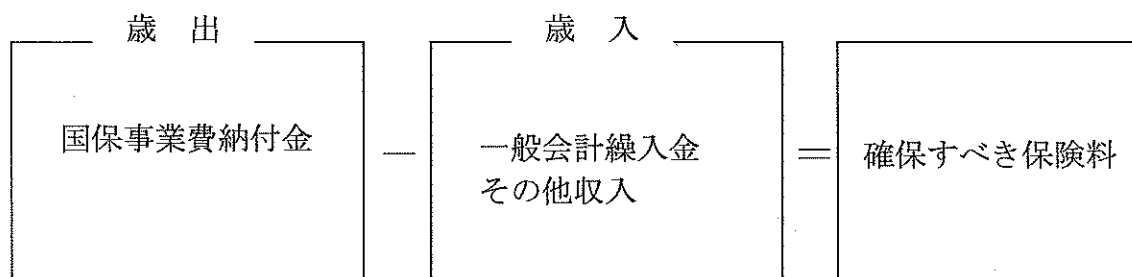 歳 出
国保事業費納付金
－
歳 入
一般会計繰入金
その他収入
＝
確保すべき保険料